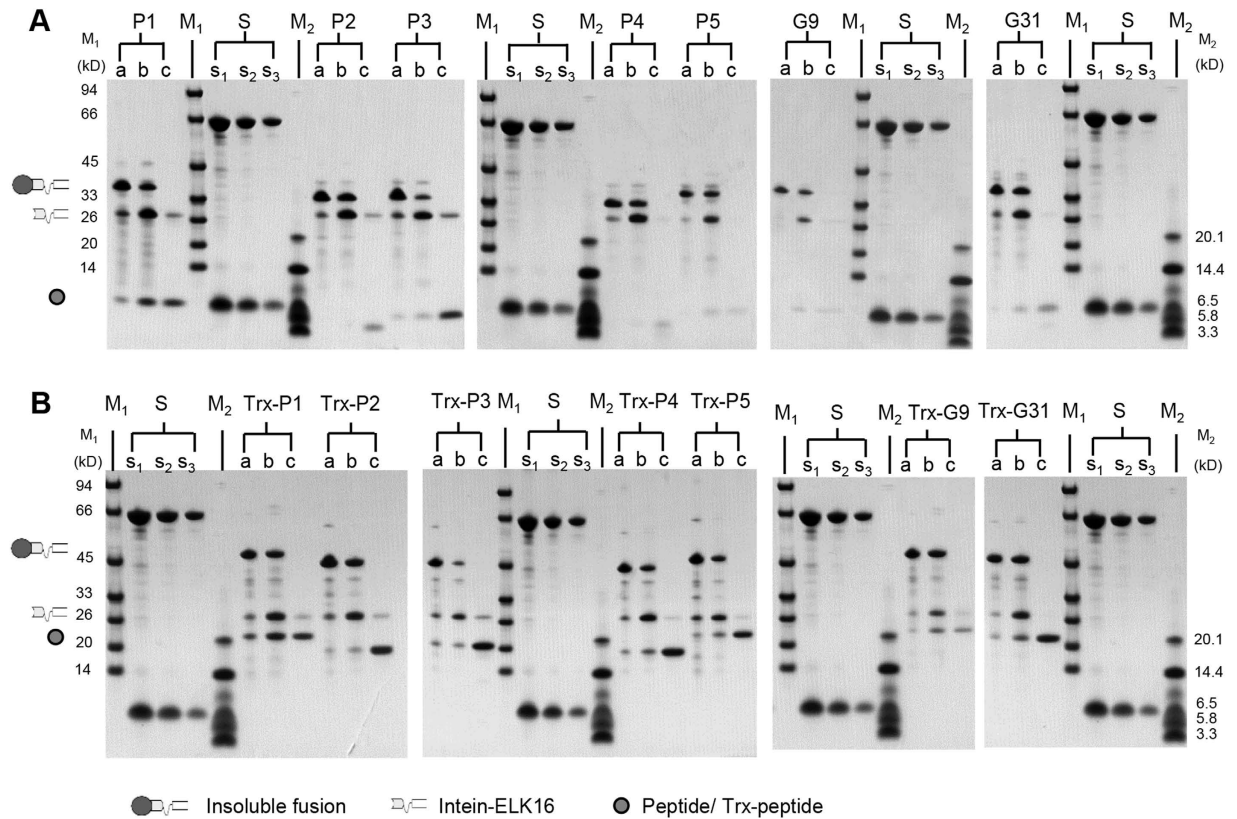 A
P1 M1 S M2 P2 P3 M1 S M2 P4 P5 G9 S M2 G31 M1 S M2
M1
(kD)
M2
(kD)
a b c s1 s2 s3 a b c a b c s1 s2 s3 a b c a b c a b c s1 s2 s3 a b c s1 s2 s3
94
66
45
33
26
20
14
20.1
14.4
6.5
5.8
3.3
B
M1 S M2 Trx-P1 Trx-P2 Trx-P3 M1 S M2 Trx-P4 Trx-P5 M1 S M2 Trx-G9 Trx-G31 M1 S M2
M1
(kD)
M2
(kD)
s1 s2 s3 a b c a b c a b c s1 s2 s3 a b c a b c s1 s2 s3 a b c a b c s1 s2 s3
94
66
45
33
26
20
14
20.1
14.4
6.5
5.8
3.3
Insoluble fusion Intein-ELK16 Peptide/ Trx-peptide